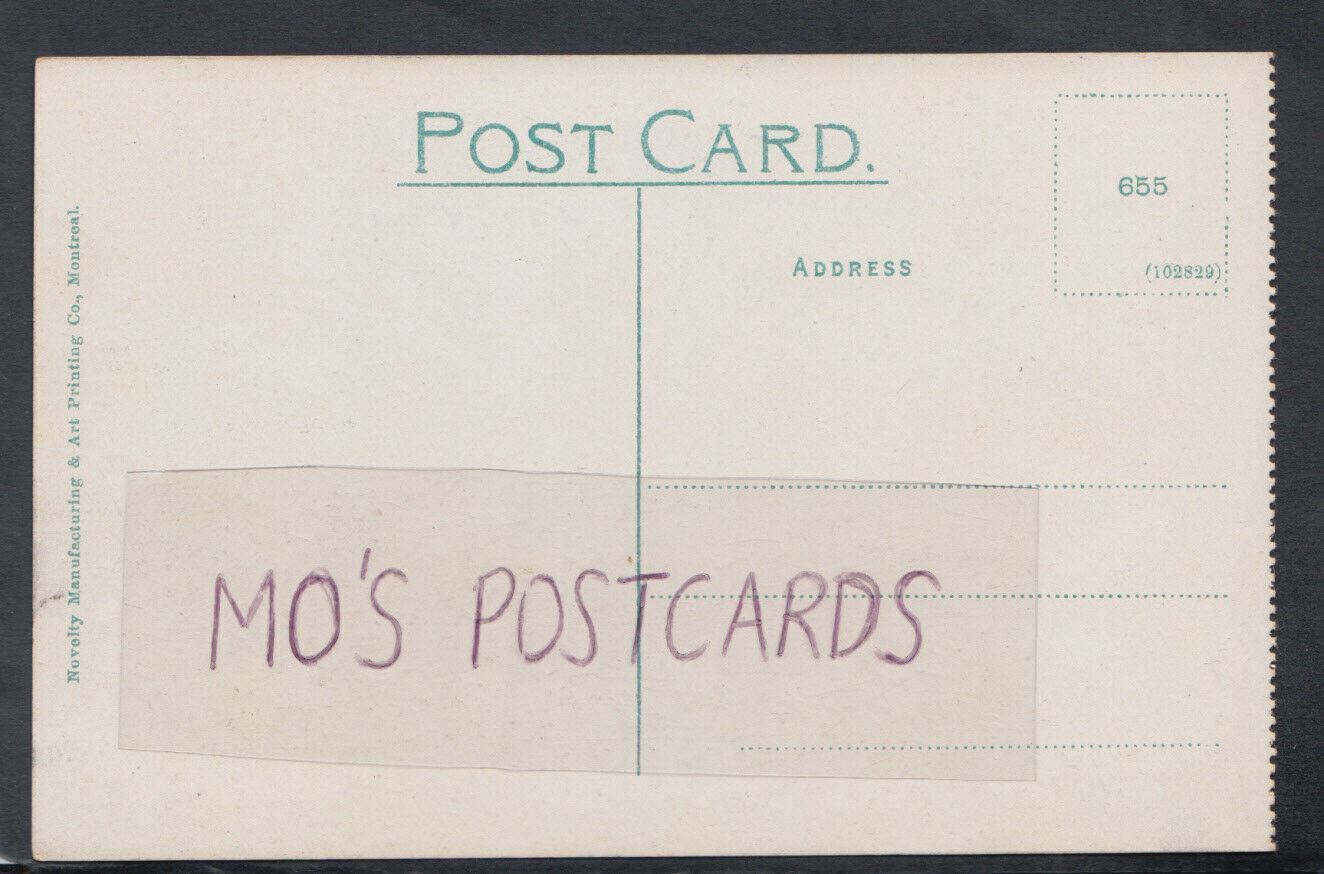 POST CARD.
655
(102829)
ADDRESS
Novelty Manufacturing & Art Printing Co., Montreal.
MO'S POSTCARDS